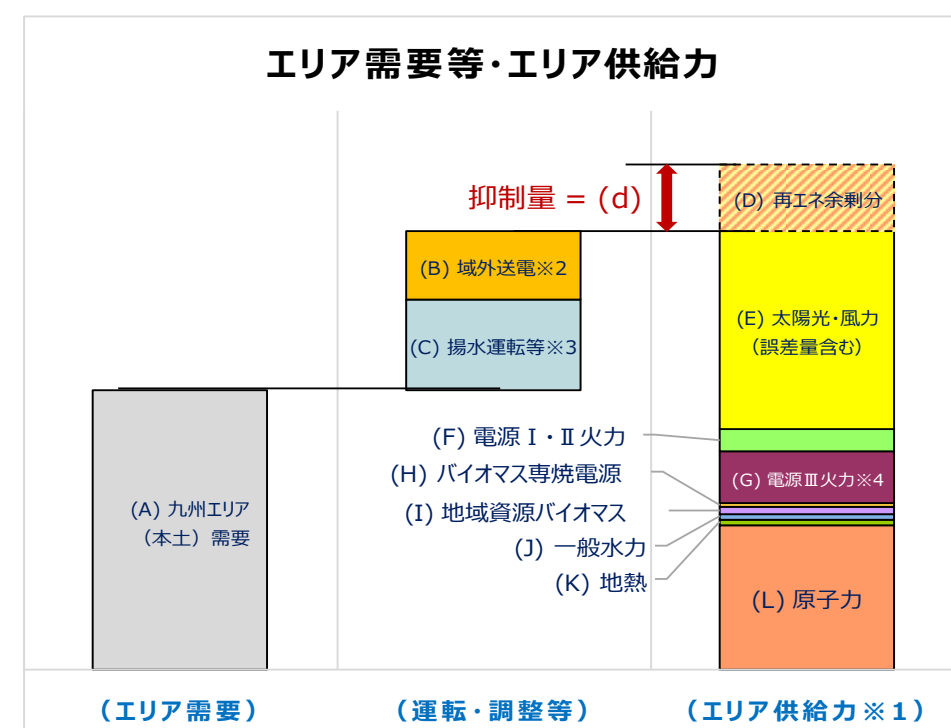 エリア需要等･エリア供給力
抑制量 = (d)
(D) 再エネ余剰分
(B) 域外送電※2
(C) 揚水運転等※3
(E) 太陽光･風力
（誤差量含む）
(F) 電源Ⅰ・Ⅱ火力
(G) 電源Ⅲ火力※4
(H) バイオマス専焼電源
(I) 地域資源バイオマス
(J) 一般水力
(K) 地熱
(A) 九州エリア
（本土）需要
(L) 原子力
（エリア需要）
（運転･調整等）
（エリア供給力※1）